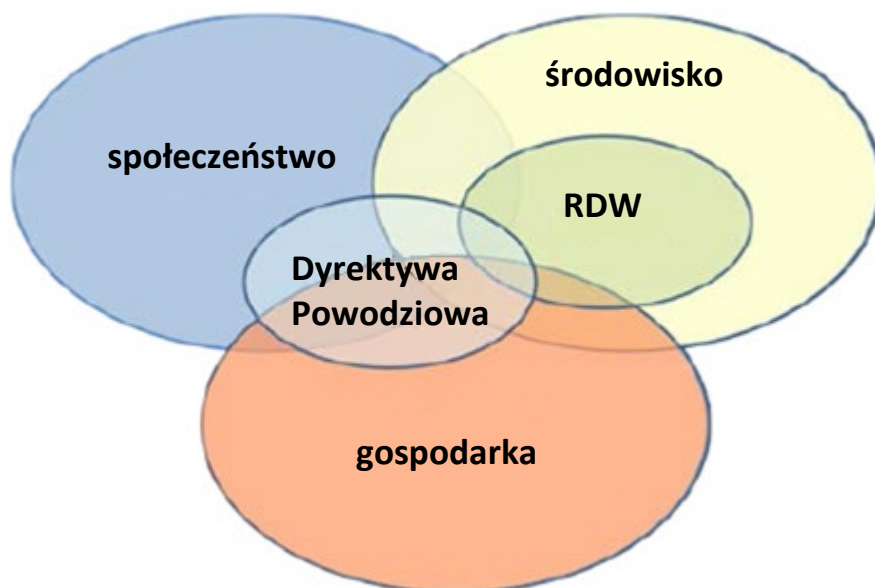 środowisko
społeczeństwo
RDW
Dyrektywa
Powodziowa
gospodarka